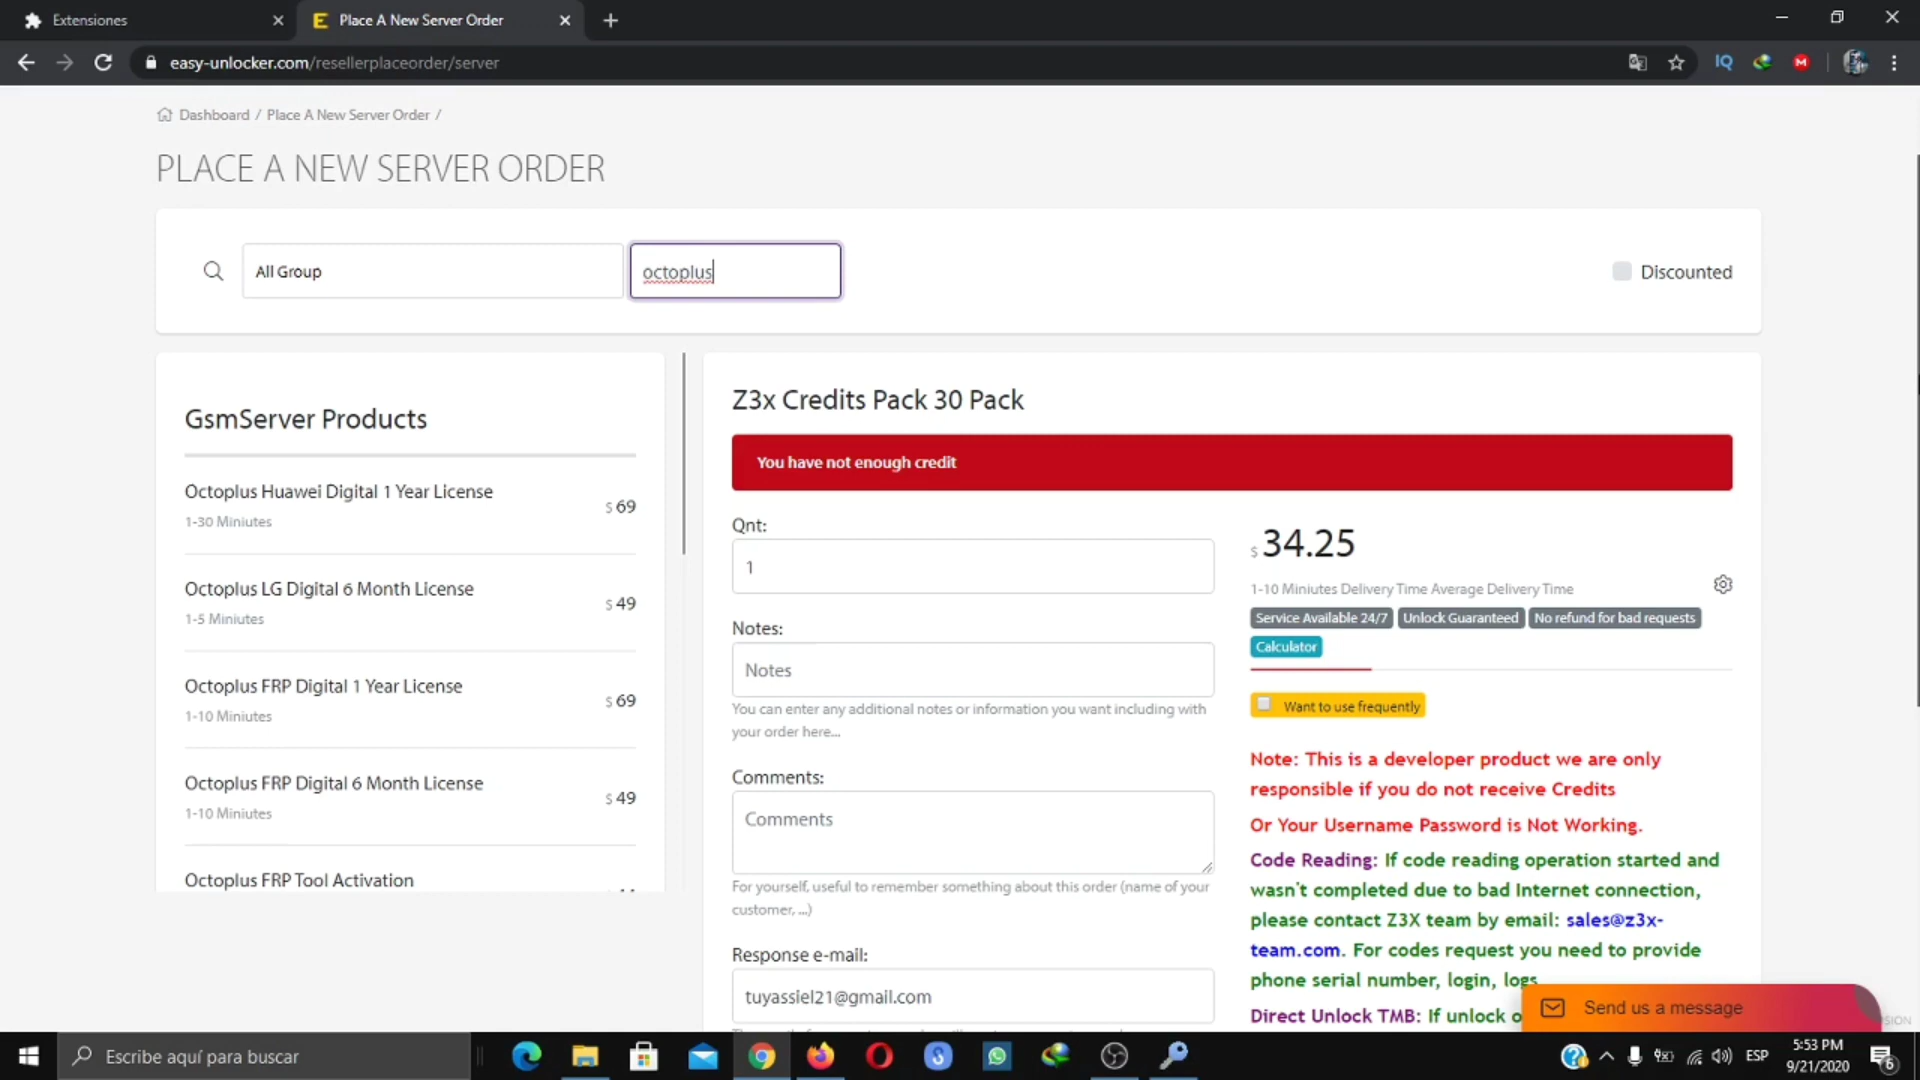 Extensiones
Place A New Server Order
easy-unlocker.com/resellerplaceorder/server
IQ
Dashboard / Place A New Server Order /
PLACE A NEW SERVER ORDER
All Group
octoplus
Discounted
GsmServer Products
Octoplus Huawei Digital 1 Year License
1-30 Miniutes
$ 69
Octoplus LG Digital 6 Month License
1-5 Miniutes
$ 49
Octoplus FRP Digital 1 Year License
1-10 Miniutes
$ 69
Octoplus FRP Digital 6 Month License
1-10 Miniutes
$ 49
Octoplus FRP Tool Activation
Z3x Credits Pack 30 Pack
You have not enough credit
Qnt:
1
Notes:
Notes
You can enter any additional notes or information you want including with
your order here...
Comments:
Comments
For yourself, useful to remember something about this order (name of your
customer, ...)
Response e-mail:
tuyassiel21@gmail.com
$ 34.25
1-10 Miniutes Delivery Time Average Delivery Time
Service Available 24/7 Unlock Guaranteed No refund for bad requests
Calculator
Want to use frequently
Note: This is a developer product we are only
responsible if you do not receive Credits
Or Your Username Password is Not Working.
Code Reading: If code reading operation started and
wasn't completed due to bad Internet connection,
please contact Z3X team by email: sales@z3x-
team.com. For codes request you need to provide
phone serial number, login, logs
Direct Unlock TMB: If unlock o
Send us a message
Escribe aquí para buscar
ESP
5:53 PM
9/21/2020
6